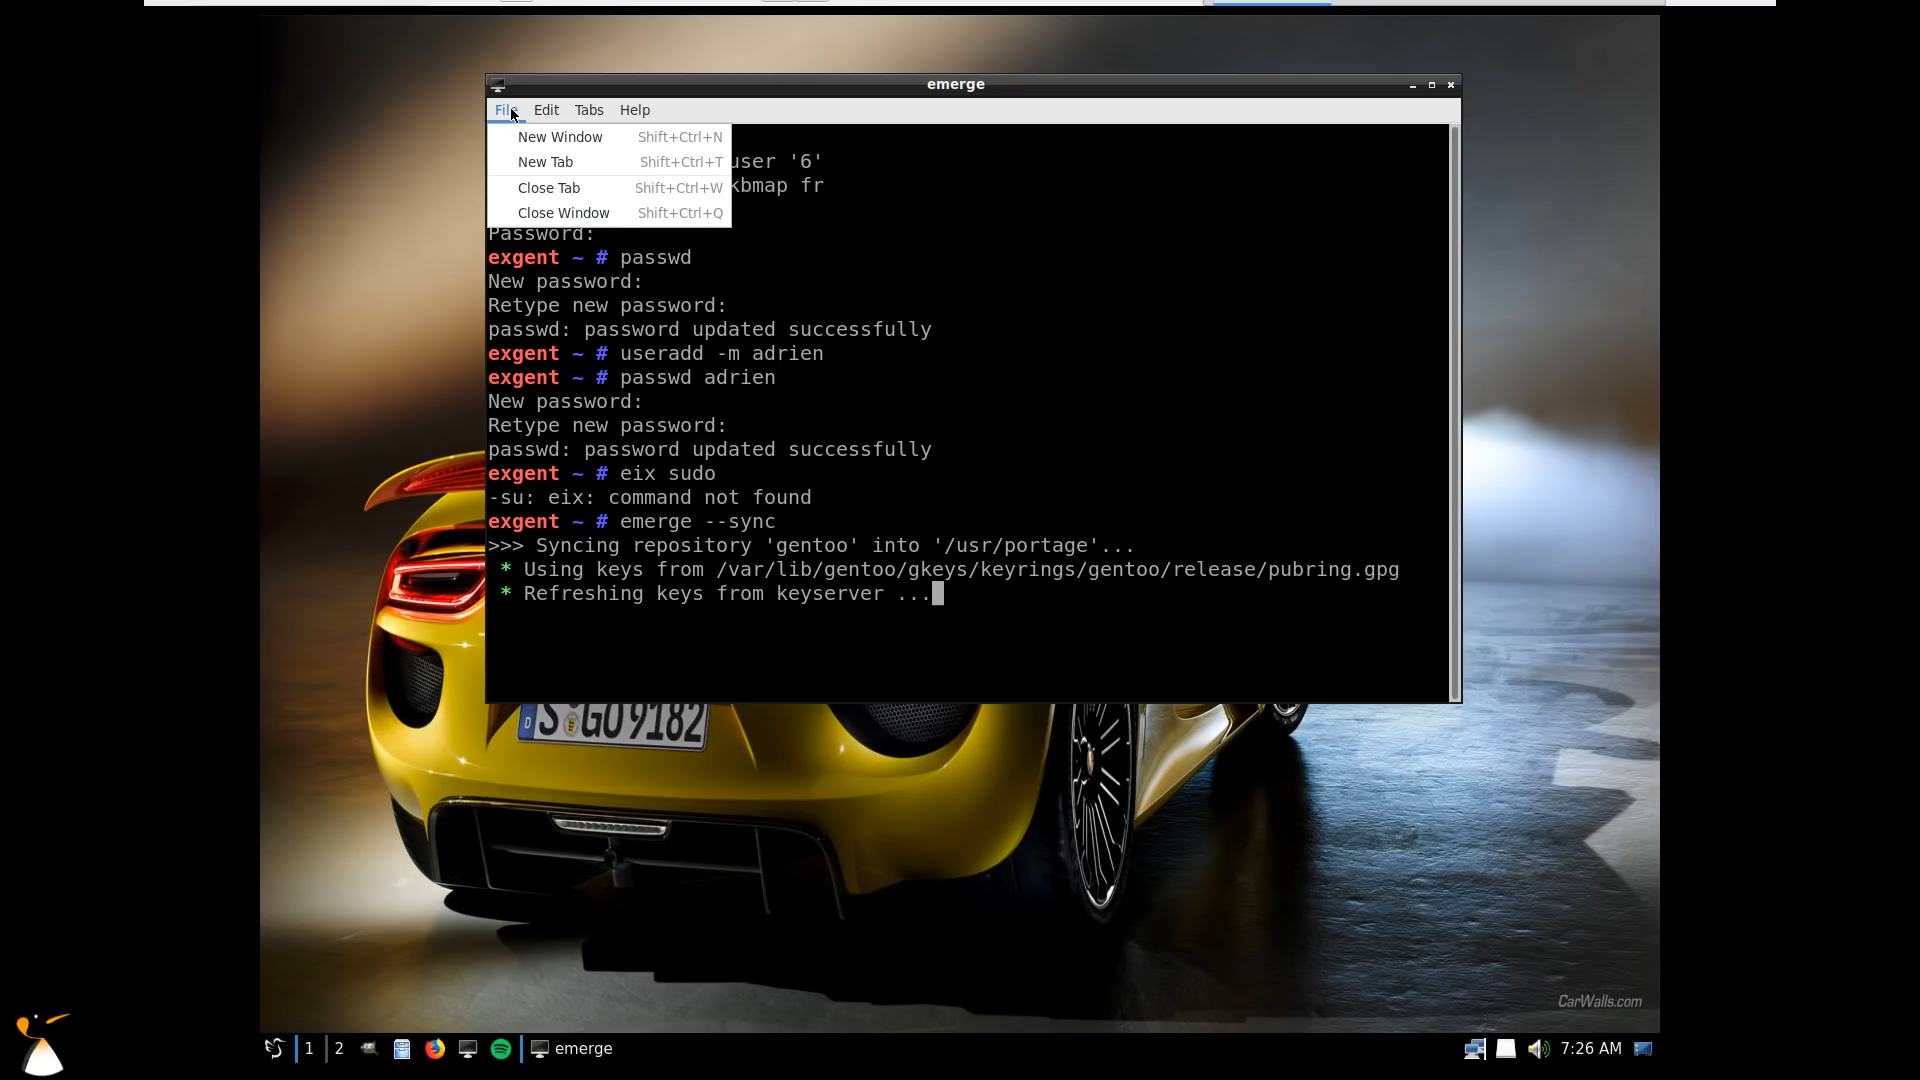 emerge
File Edit Tabs Help
New Window Shift+Ctrl+N
New Tab Shift+Ctrl+T
Close Tab Shift+Ctrl+W
Close Window Shift+Ctrl+Q
user '6'
kbmap fr
Password:
exgent ~ # passwd
New password:
Retype new password:
passwd: password updated successfully
exgent ~ # useradd -m adrien
exgent ~ # passwd adrien
New password:
Retype new password:
passwd: password updated successfully
exgent ~ # eix sudo
-su: eix: command not found
exgent ~ # emerge --sync
>>> Syncing repository 'gentoo' into '/usr/portage'...
* Using keys from /var/lib/gentoo/gkeys/keyrings/gentoo/release/pubring.gpg
* Refreshing keys from keyserver ...
D S GO 9182
CarWalls.com
1 2 emerge 7:26 AM